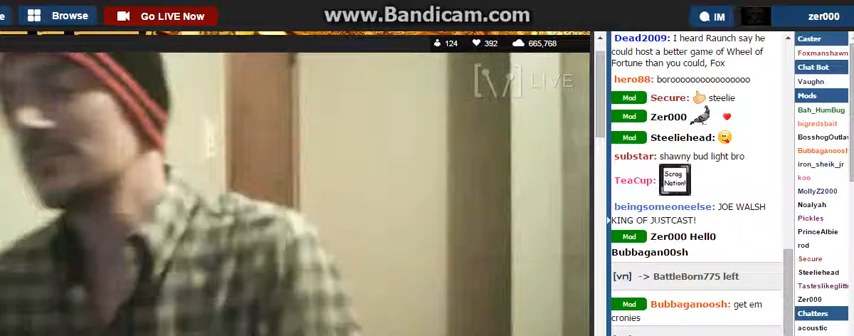 www.Bandicam.com
Browse
Go LIVE Now
IM
zer000
124 392 665,768
[V] LIVE
Dead2009: I heard Raunch say he
could host a better game of Wheel of
Fortune than you could, Fox
hero88: boroooooooooooooooo
Mod Secure: steelie
Mod Zer000
Mod Steeliehead:
substar: shawny bud light bro
TeaCup: Scrog
Nation!
beingsomeoneelse: JOE WALSH
KING OF JUSTCAST!
Mod Zer000 Hell0
Bubbagan00sh
[vn] -> BattleBorn775 left
Mod Bubbaganoosh: get em
cronies
Caster
Foxmanshawn
Chat Bot
Vaughn
Mods
Bah_HumBug
bigredsbait
BosshogOutla
Bubbaganoosh
iron_sheik_jr
koo
MollyZ2000
Noalyah
Pickles
PrinceAlbie
rod
Secure
Steeliehead
Tasteslikeglitt
Zer000
Chatters
acoustic